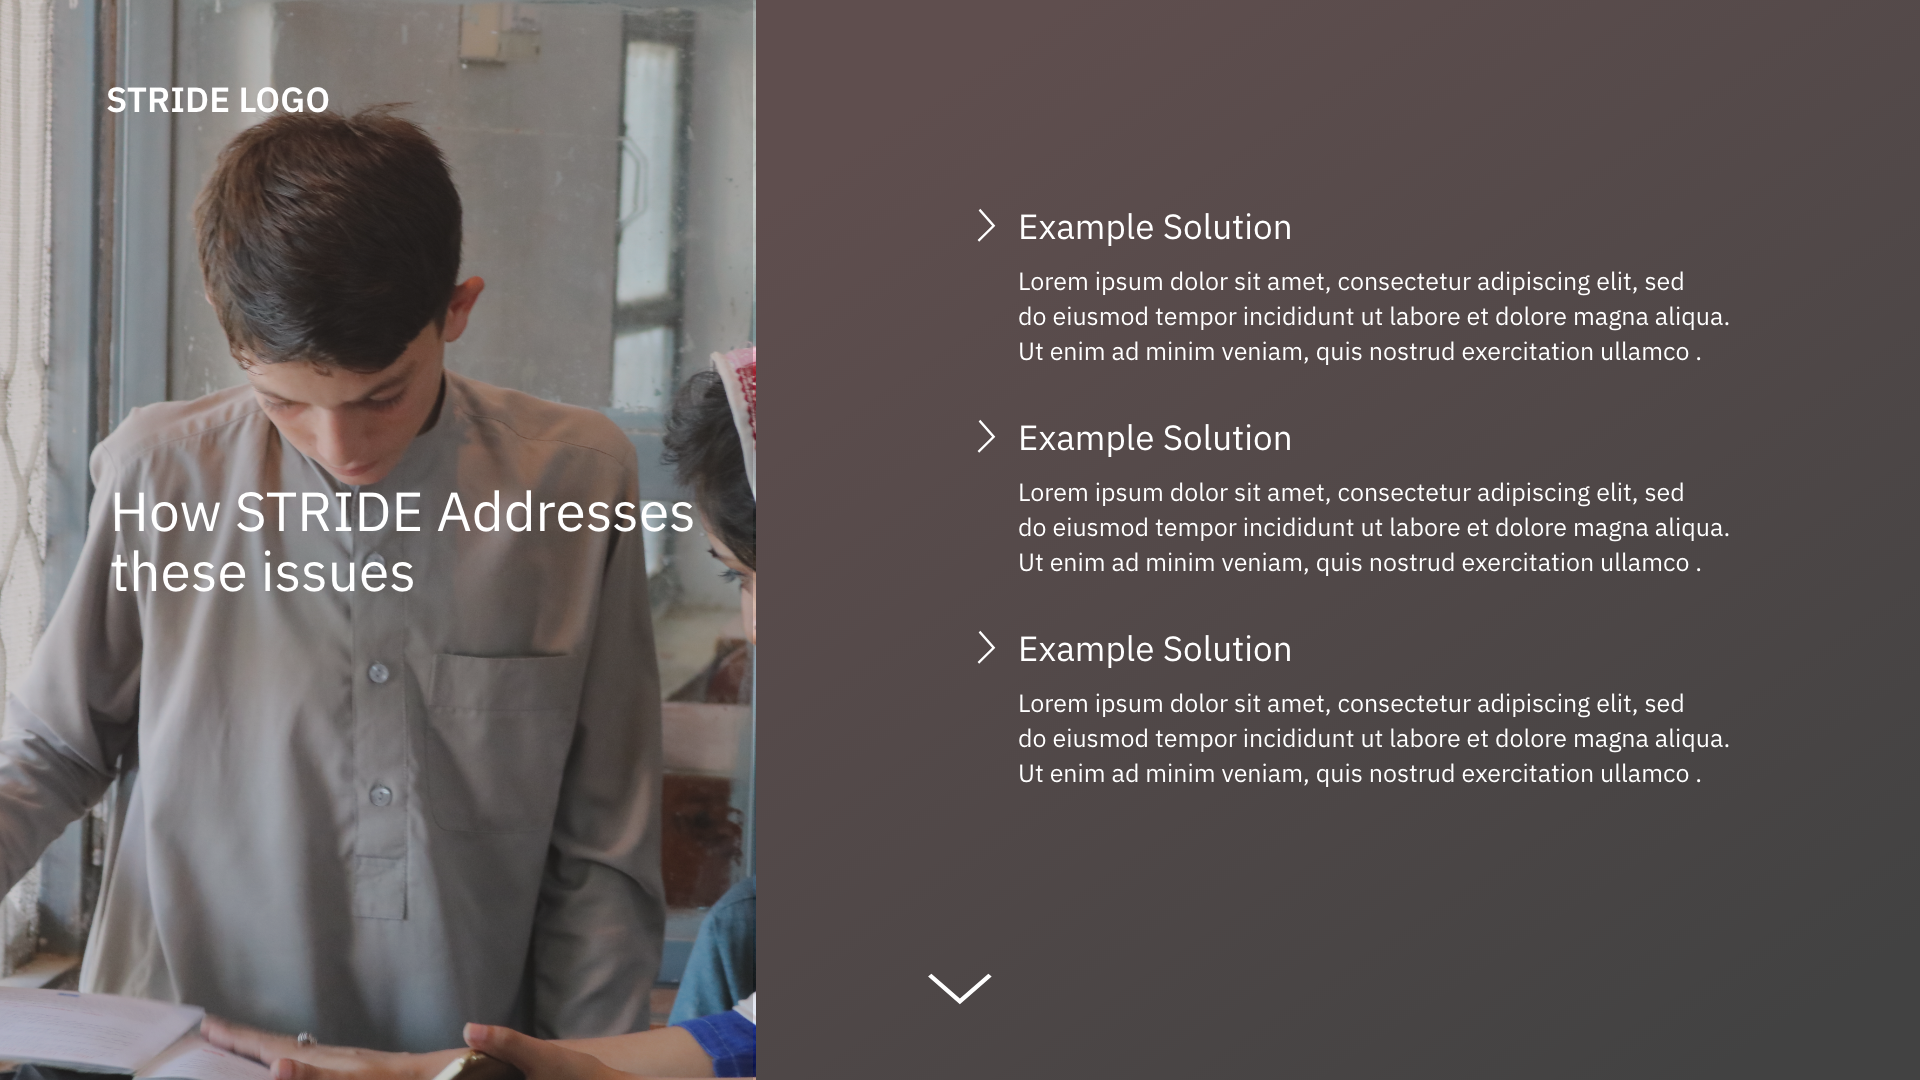 STRIDE LOGO
How STRIDE Addresses
these issues
Example Solution
Lorem ipsum dolor sit amet, consectetur adipiscing elit, sed
do eiusmod tempor incididunt ut labore et dolore magna aliqua.
Ut enim ad minim veniam, quis nostrud exercitation ullamco .
Example Solution
Lorem ipsum dolor sit amet, consectetur adipiscing elit, sed
do eiusmod tempor incididunt ut labore et dolore magna aliqua.
Ut enim ad minim veniam, quis nostrud exercitation ullamco .
Example Solution
Lorem ipsum dolor sit amet, consectetur adipiscing elit, sed
do eiusmod tempor incididunt ut labore et dolore magna aliqua.
Ut enim ad minim veniam, quis nostrud exercitation ullamco .